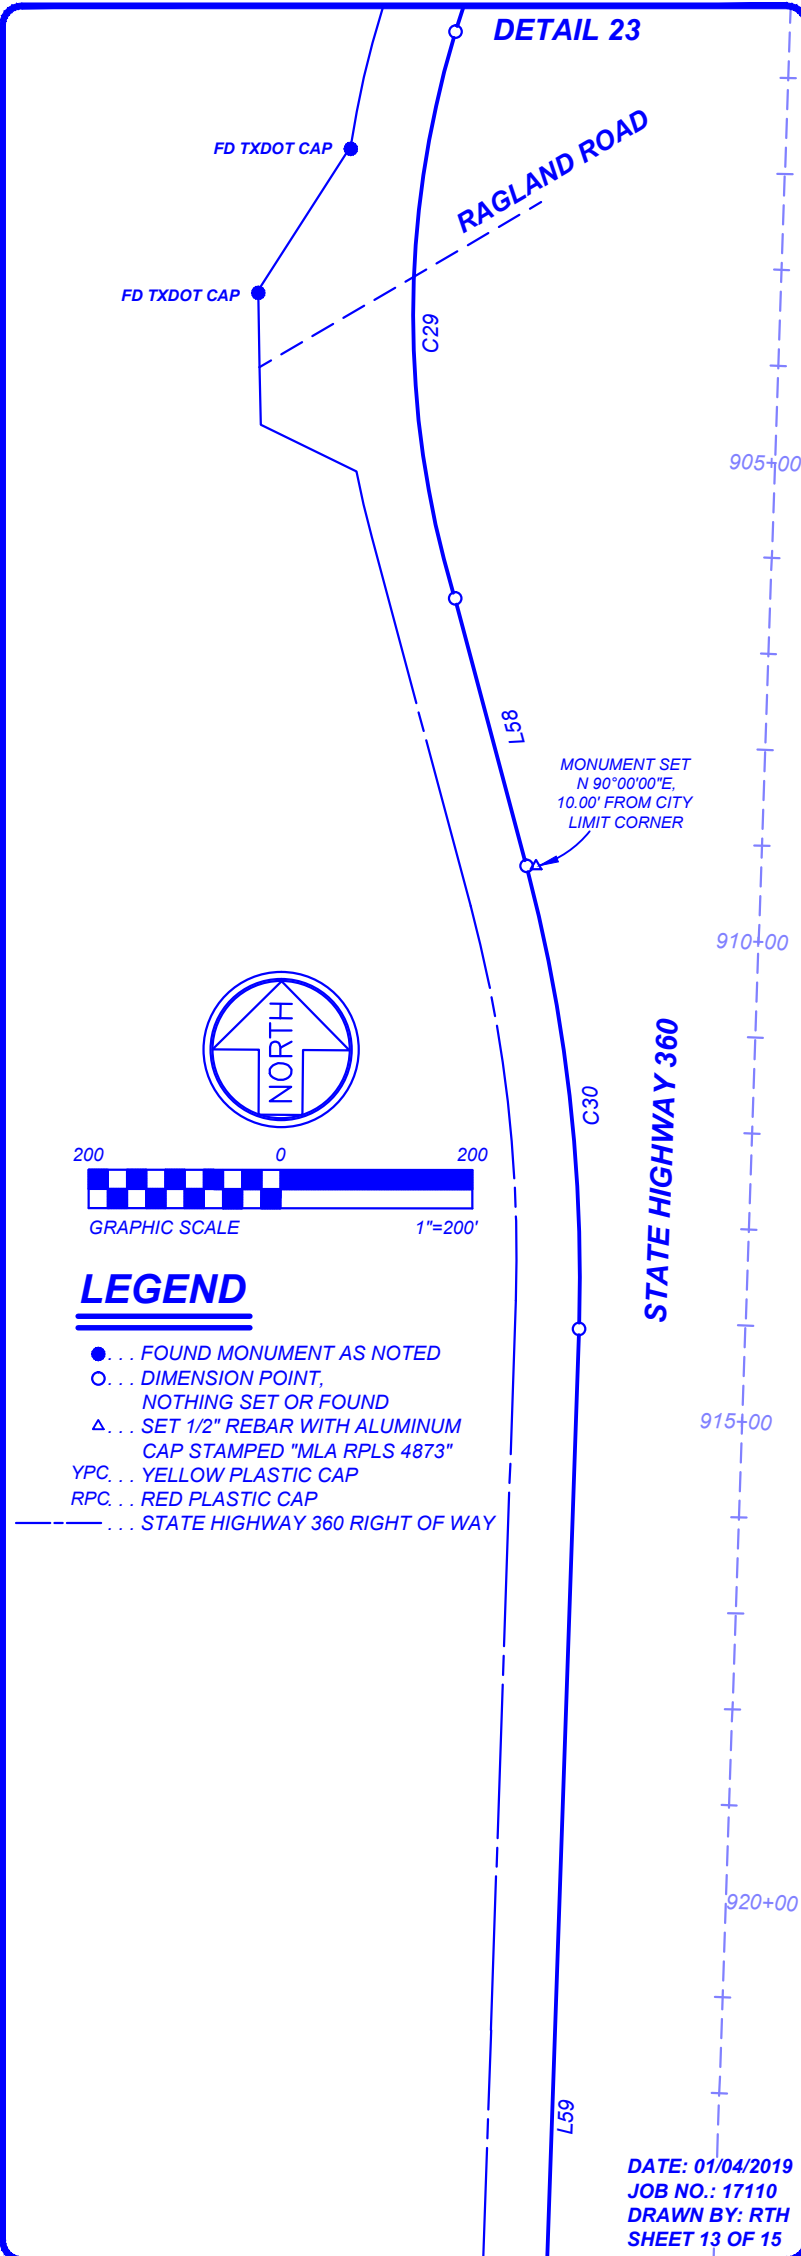 DETAIL 23
FD TXDOT CAP
RAGLAND ROAD
FD TXDOT CAP
C29
905+00
L58
MONUMENT SET
N 90°00'00"E,
10.00' FROM CITY
LIMIT CORNER
910+00
NORTH
C30
STATE HIGHWAY 360
200 0 200
GRAPHIC SCALE 1"=200'
LEGEND
. . . FOUND MONUMENT AS NOTED
. . . DIMENSION POINT,
NOTHING SET OR FOUND
. . . SET 1/2" REBAR WITH ALUMINUM
CAP STAMPED "MLA RPLS 4873"
YPC. . . YELLOW PLASTIC CAP
RPC. . . RED PLASTIC CAP
. . . STATE HIGHWAY 360 RIGHT OF WAY
915+00
920+00
L59
DATE: 01/04/2019
JOB NO.: 17110
DRAWN BY: RTH
SHEET 13 OF 15